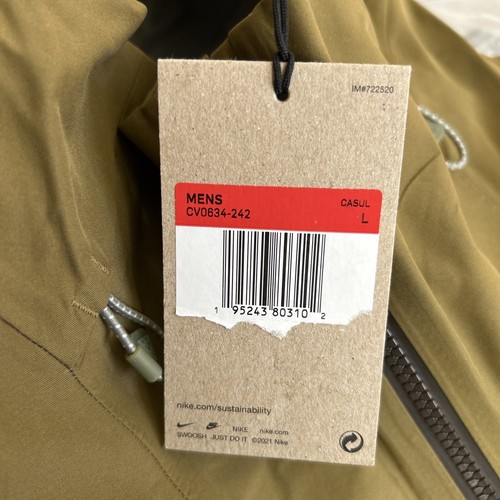 IM#722520
MENS
CASUL
CV0634-242
L
1 95243 80310 2
nike.com/sustainability
NIKE nike.com
SWOOSH JUST DO IT ©2021 Nike